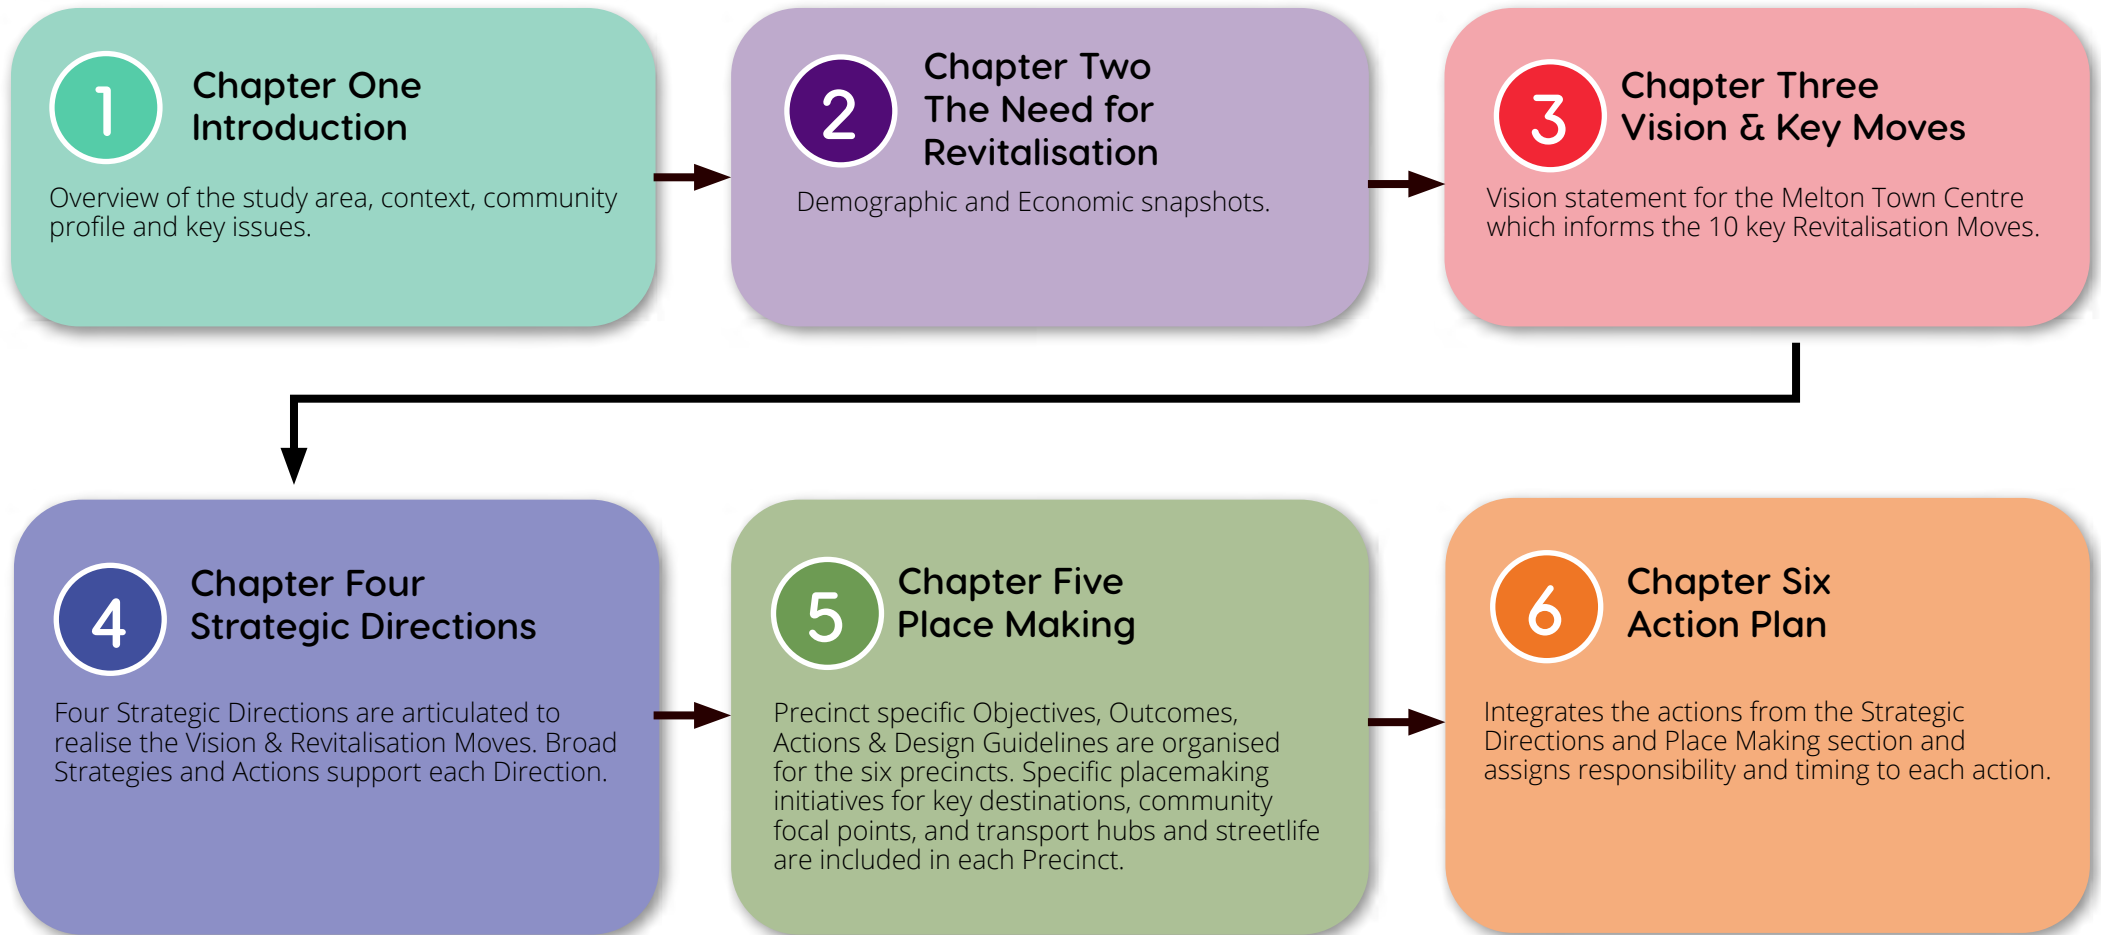 1
Chapter One
Introduction
Overview of the study area, context, community
profile and key issues.
2
Chapter Two
The Need for
Revitalisation
Demographic and Economic snapshots.
3
Chapter Three
Vision & Key Moves
Vision statement for the Melton Town Centre
which informs the 10 key Revitalisation Moves.
4
Chapter Four
Strategic Directions
Four Strategic Directions are articulated to
realise the Vision & Revitalisation Moves. Broad
Strategies and Actions support each Direction.
5
Chapter Five
Place Making
Precinct specific Objectives, Outcomes,
Actions & Design Guidelines are organised
for the six precincts. Specific placemaking
initiatives for key destinations, community
focal points, and transport hubs and streetlife
are included in each Precinct.
6
Chapter Six
Action Plan
Integrates the actions from the Strategic
Directions and Place Making section and
assigns responsibility and timing to each action.